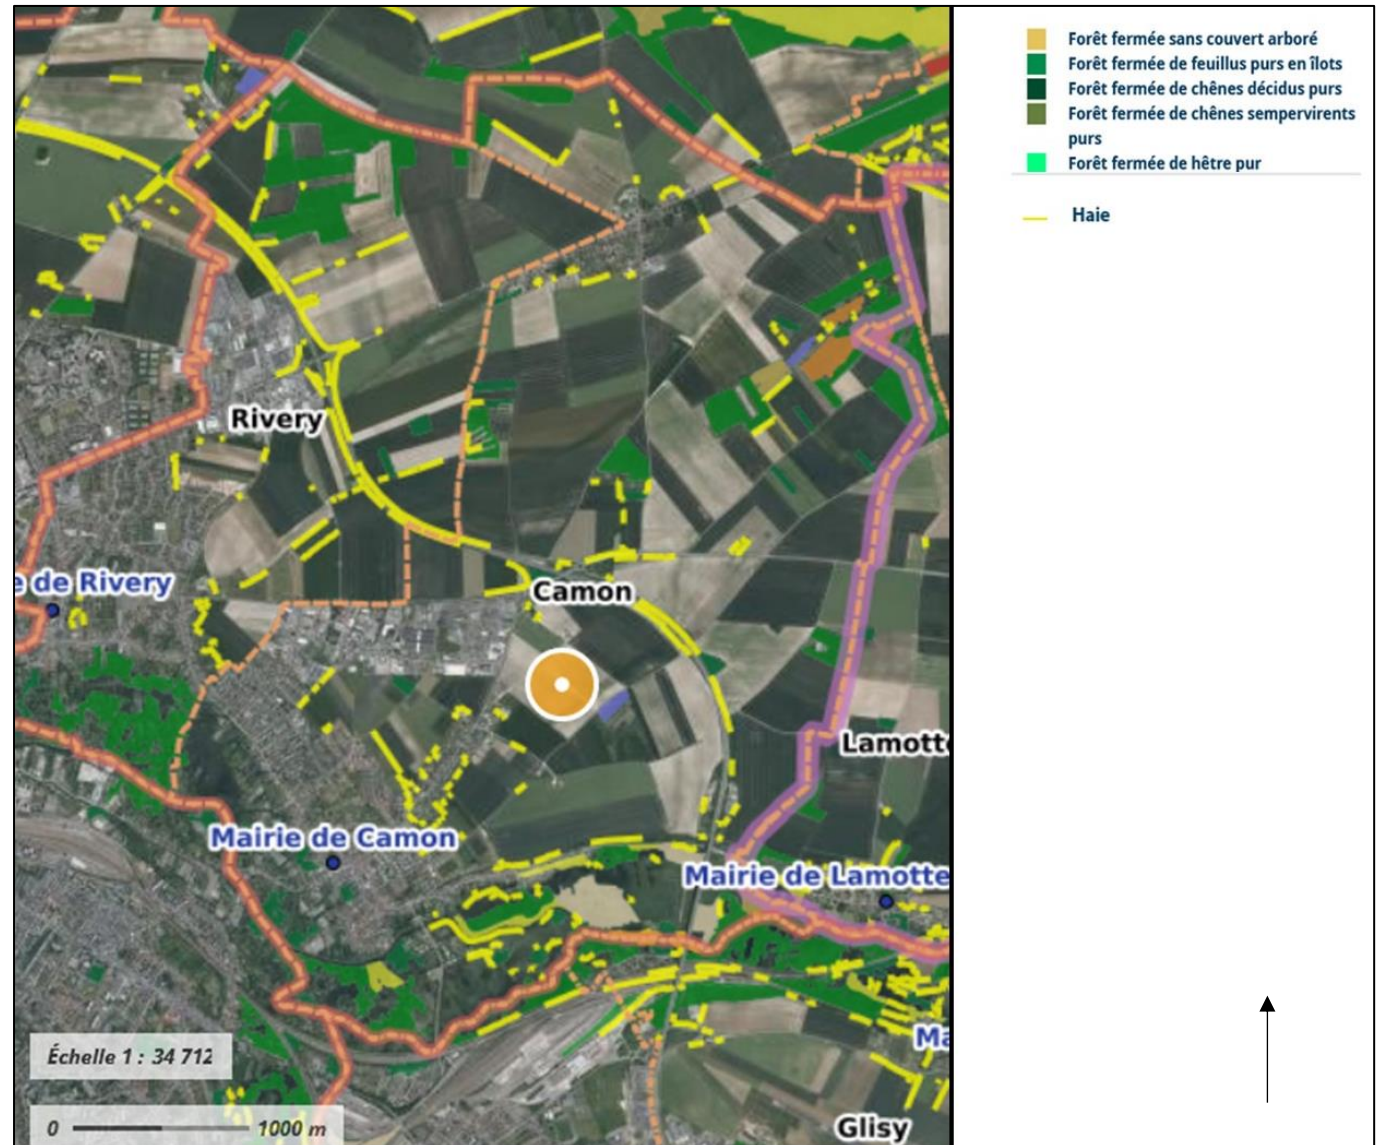 Forêt fermée sans couvert arboré
Forêt fermée de feuillus purs en îlots
Forêt fermée de chênes décidus purs
Forêt fermée de chênes sempervirents
purs
Forêt fermée de hêtre pur
Haie
Rivery
e de Rivery
Camon
Lamotte
Mairie de Camon
Mairie de Lamotte
Ma
Échelle 1 : 34 712
0 1000 m
Glisy